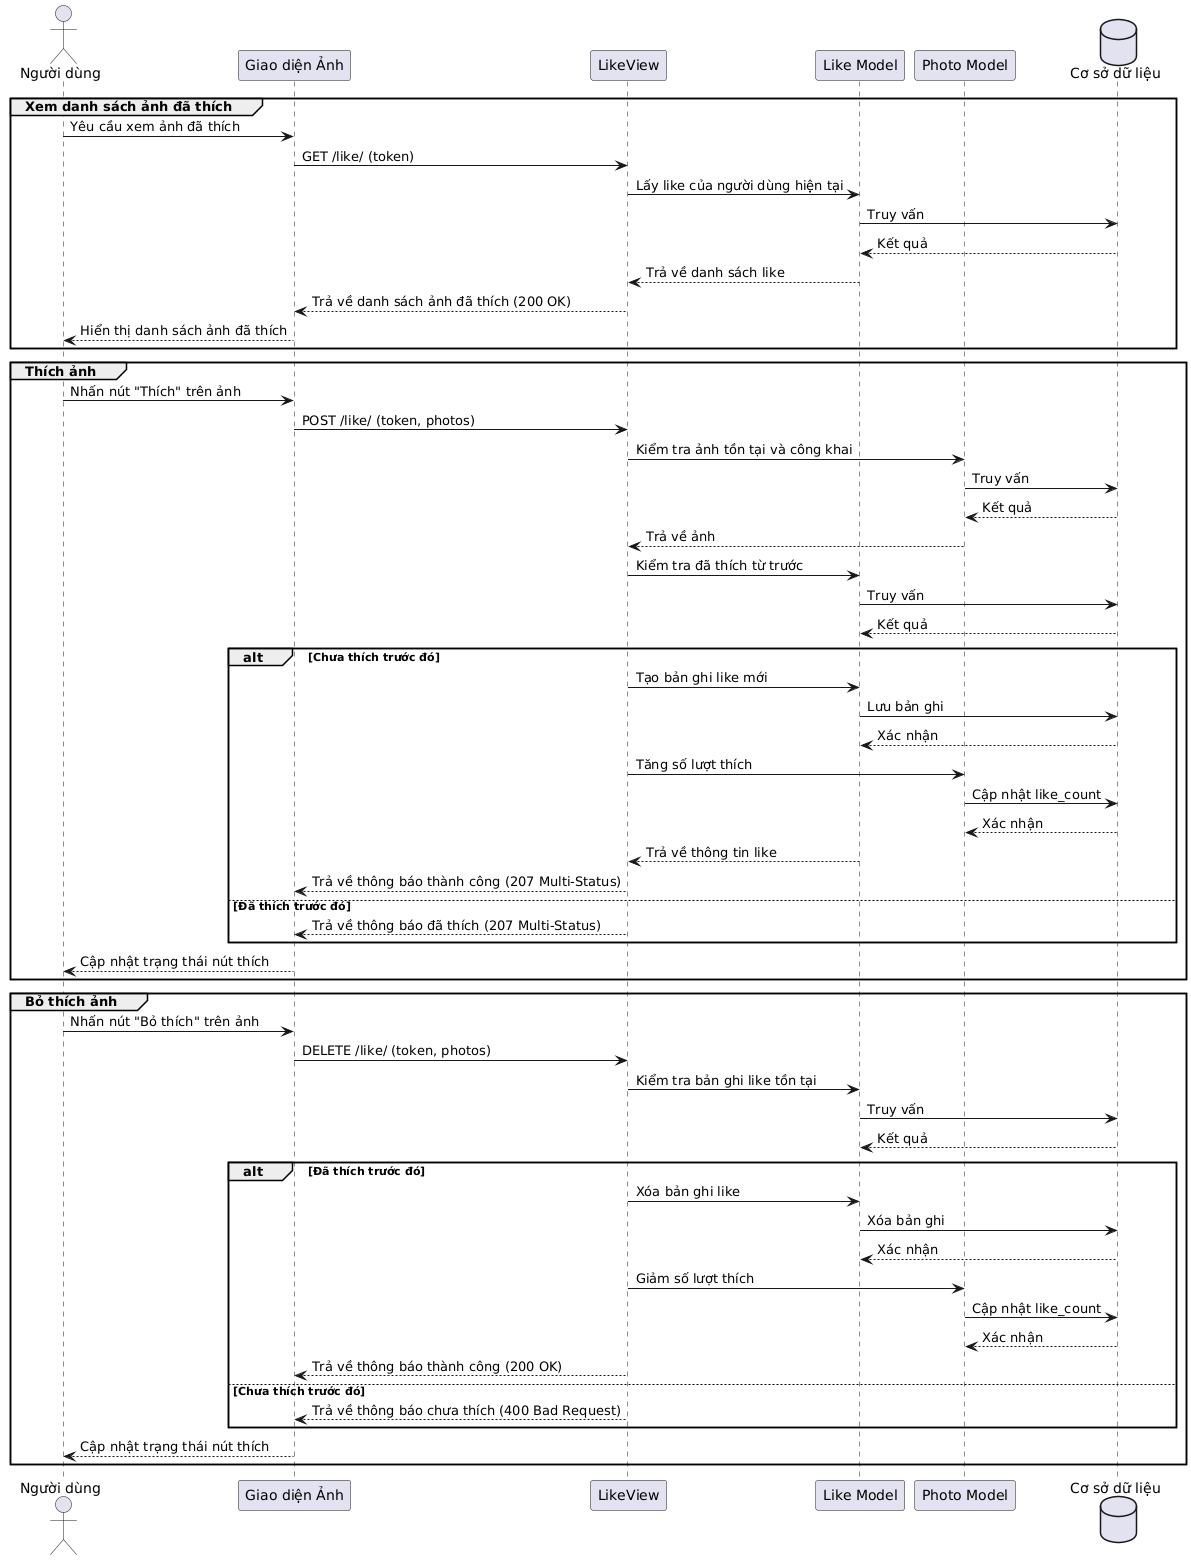 Người dùng
Giao diện Ảnh
LikeView
Like Model
Photo Model
Cơ sở dữ liệu
Xem danh sách ảnh đã thích
Yêu cầu xem ảnh đã thích
GET /like/ (token)
Lấy like của người dùng hiện tại
Truy vấn
Kết quả
Trả về danh sách like
Trả về danh sách ảnh đã thích (200 OK)
Hiển thị danh sách ảnh đã thích
Thích ảnh
Nhấn nút "Thích" trên ảnh
POST /like/ (token, photos)
Kiểm tra ảnh tồn tại và công khai
Truy vấn
Kết quả
Trả về ảnh
Kiểm tra đã thích từ trước
Truy vấn
Kết quả
alt [Chưa thích trước đó]
Tạo bản ghi like mới
Lưu bản ghi
Xác nhận
Tăng số lượt thích
Cập nhật like_count
Xác nhận
Trả về thông tin like
Trả về thông báo thành công (207 Multi-Status)
[Đã thích trước đó]
Trả về thông báo đã thích (207 Multi-Status)
Cập nhật trạng thái nút thích
Bỏ thích ảnh
Nhấn nút "Bỏ thích" trên ảnh
DELETE /like/ (token, photos)
Kiểm tra bản ghi like tồn tại
Truy vấn
Kết quả
alt [Đã thích trước đó]
Xóa bản ghi like
Xóa bản ghi
Xác nhận
Giảm số lượt thích
Cập nhật like_count
Xác nhận
Trả về thông báo thành công (200 OK)
[Chưa thích trước đó]
Trả về thông báo chưa thích (400 Bad Request)
Cập nhật trạng thái nút thích
Người dùng
Giao diện Ảnh
LikeView
Like Model
Photo Model
Cơ sở dữ liệu